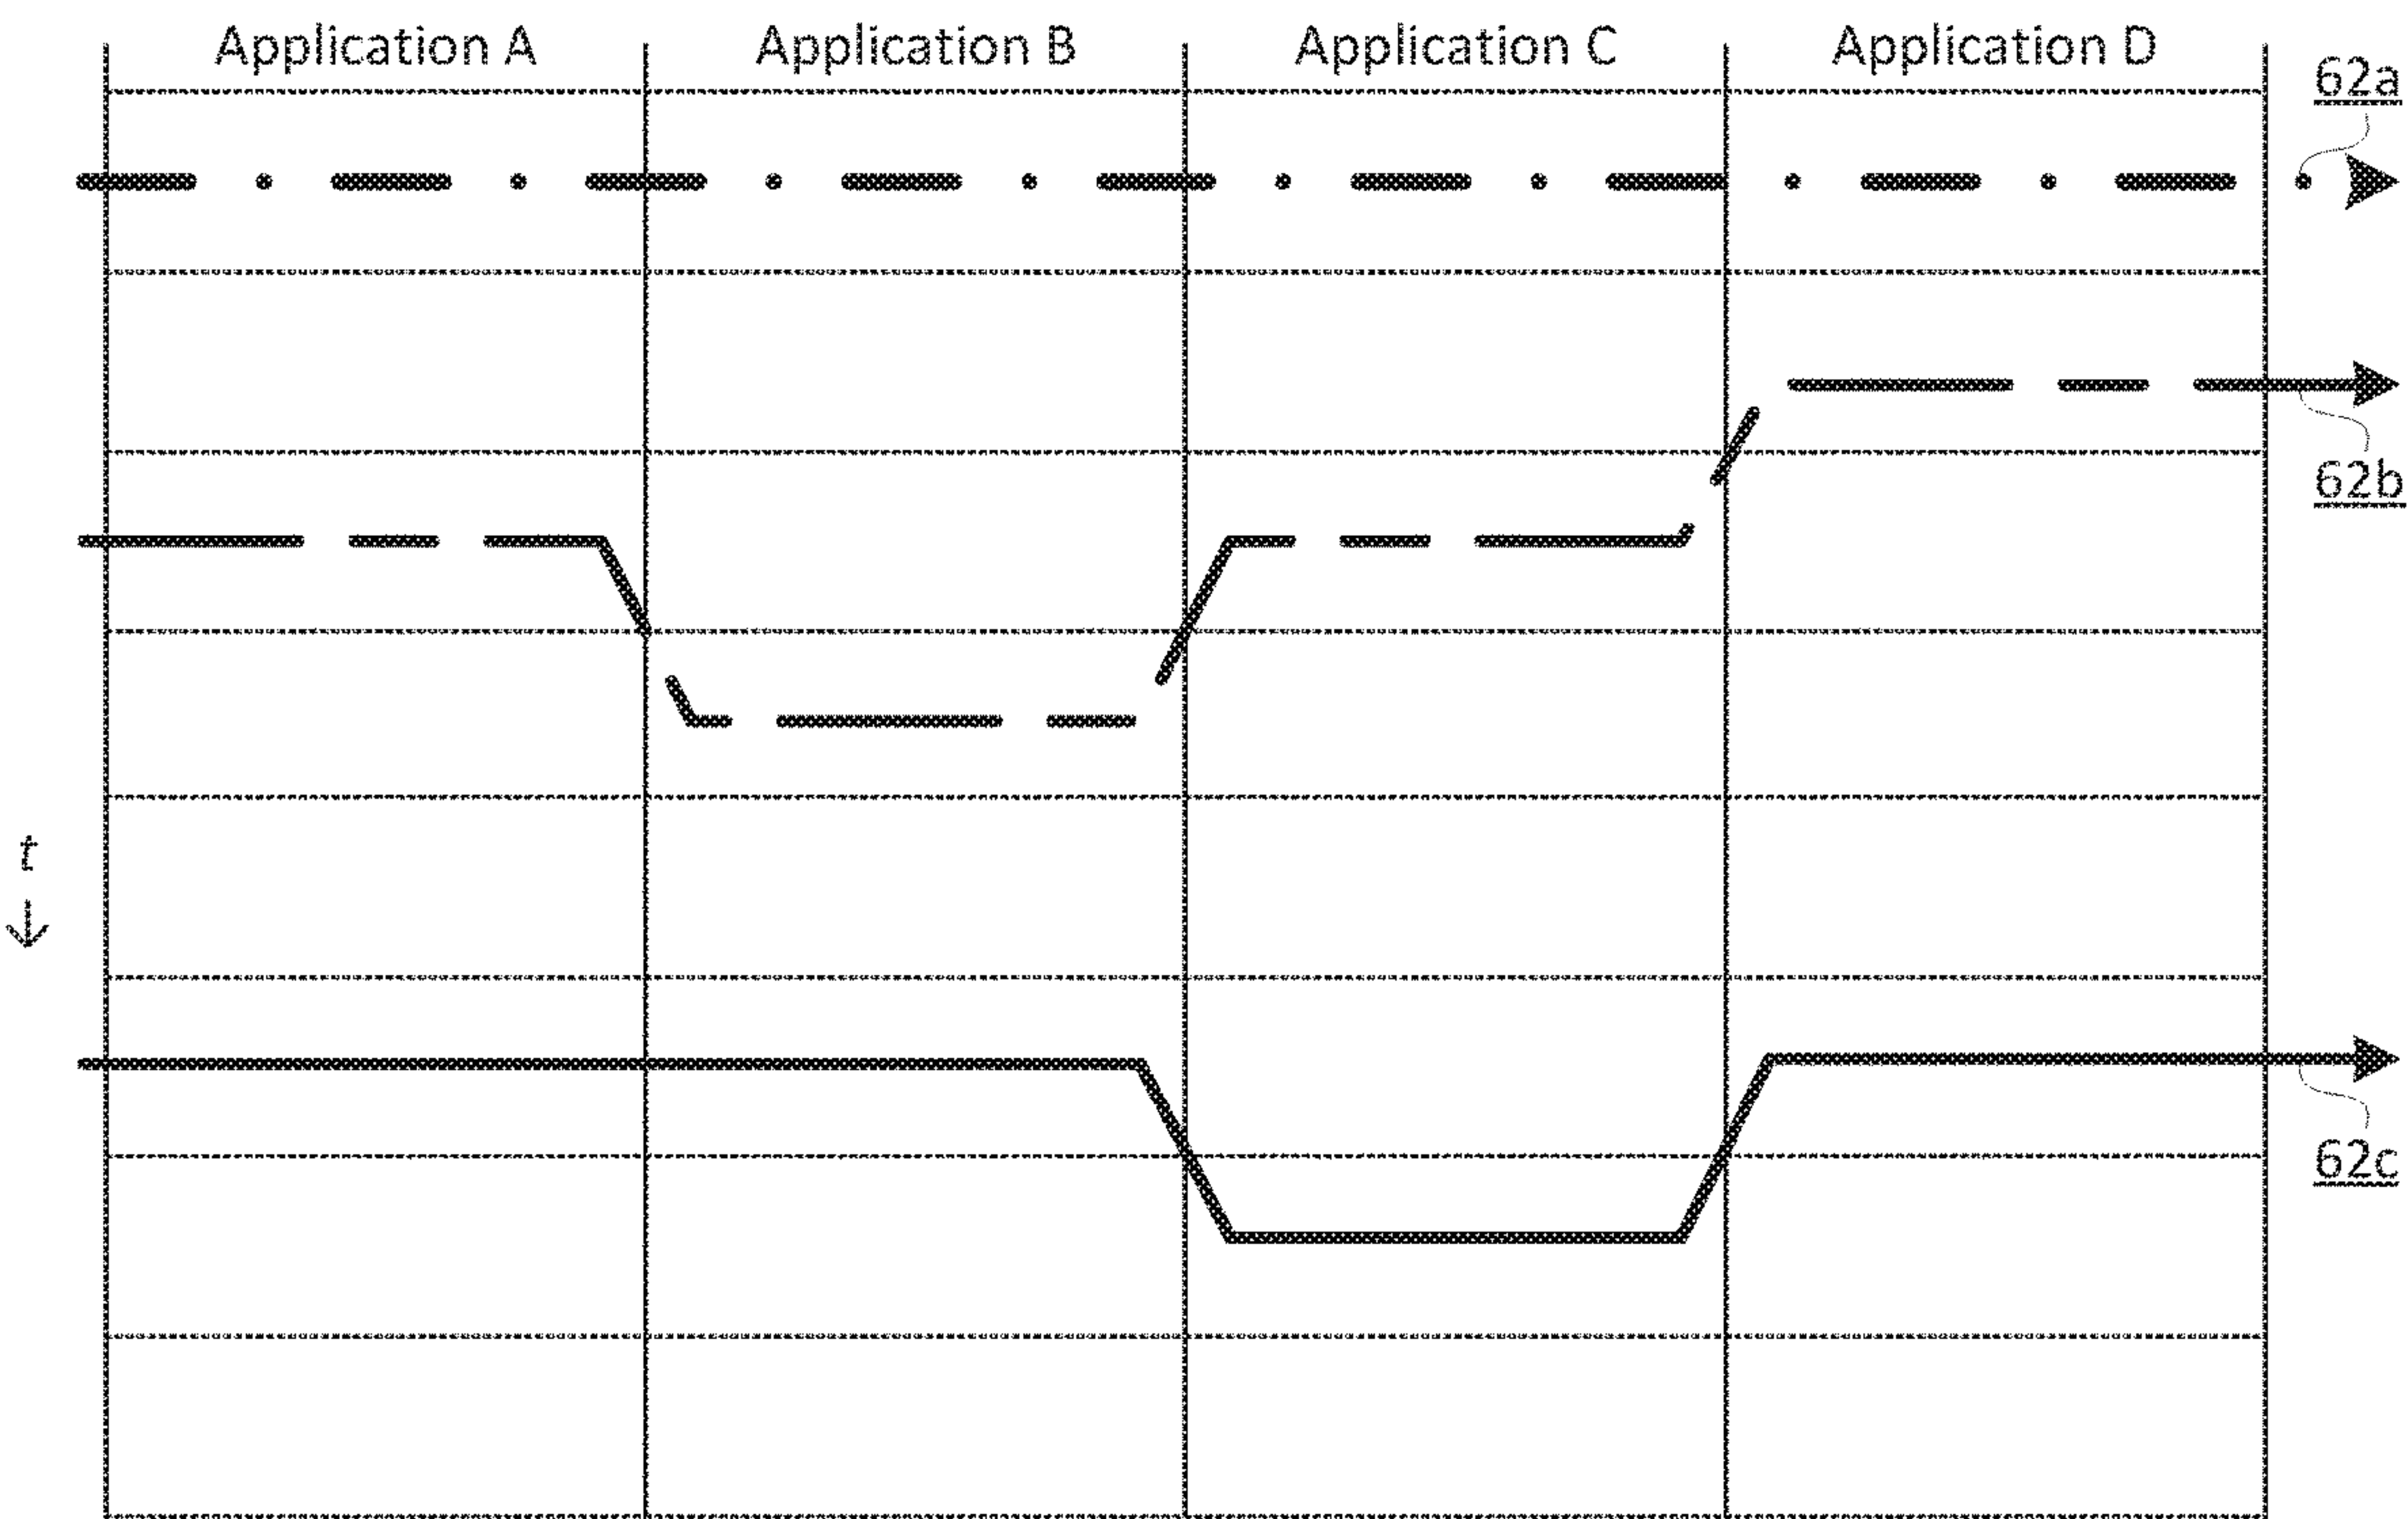 Application A
Application B
Application C
Application D
62a
62b
t
62c